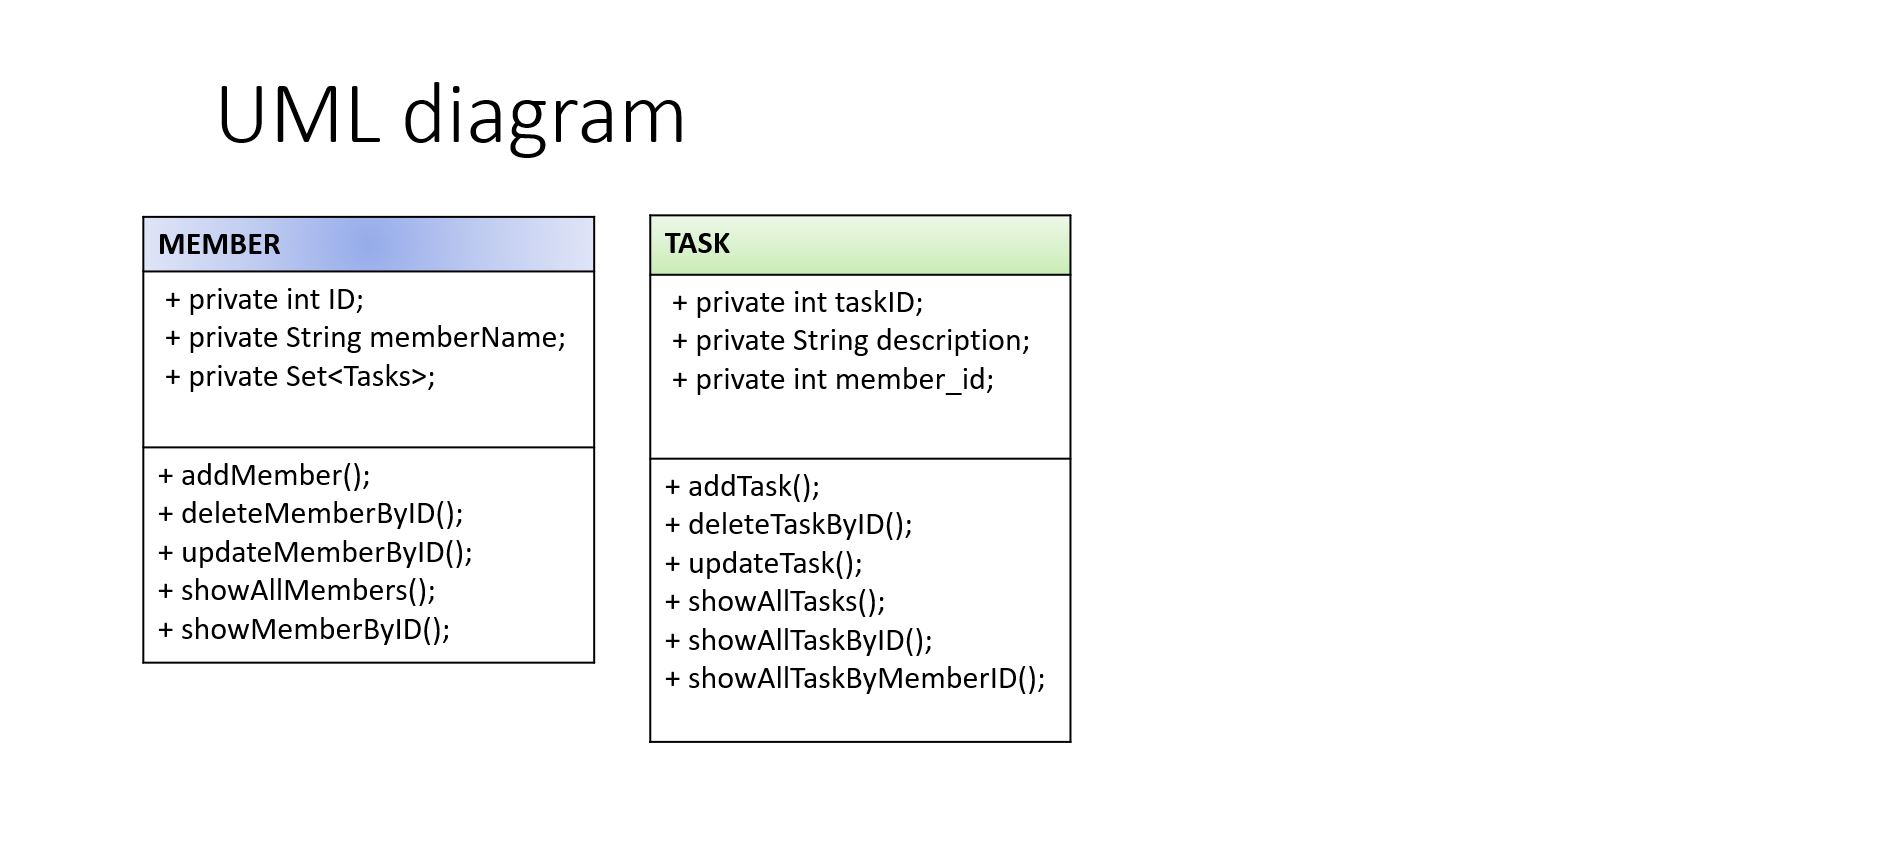 UML diagram
MEMBER
+ private int ID;
+ private String memberName;
+ private Set<Tasks>;
+ addMember();
+ deleteMemberByID();
+ updateMemberByID();
+ showAllMembers();
+ showMemberByID();
TASK
+ private int taskID;
+ private String description;
+ private int member_id;
+ addTask();
+ deleteTaskByID();
+ updateTask();
+ showAllTasks();
+ showAllTaskByID();
+ showAllTaskByMemberID();